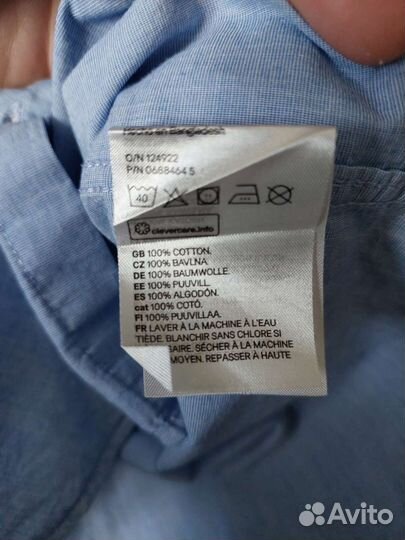 O/N 124922
P/N 0688464 5
40
clevercare.info
GB 100% COTTON.
CZ 100% BAVLNA.
DE 100% BAUMWOLLE.
EE 100% PUUVILL.
ES 100% ALGODÓN.
cat 100% COTÓ.
FI 100% PUUVILLAA.
FR LAVER À LA MACHINE À L'EAU
TIÈDE. BLANCHIR SANS CHLORE SI
SÉCHER À LA MACHINE
MOYEN. REPASSER À HAUTE
Avito